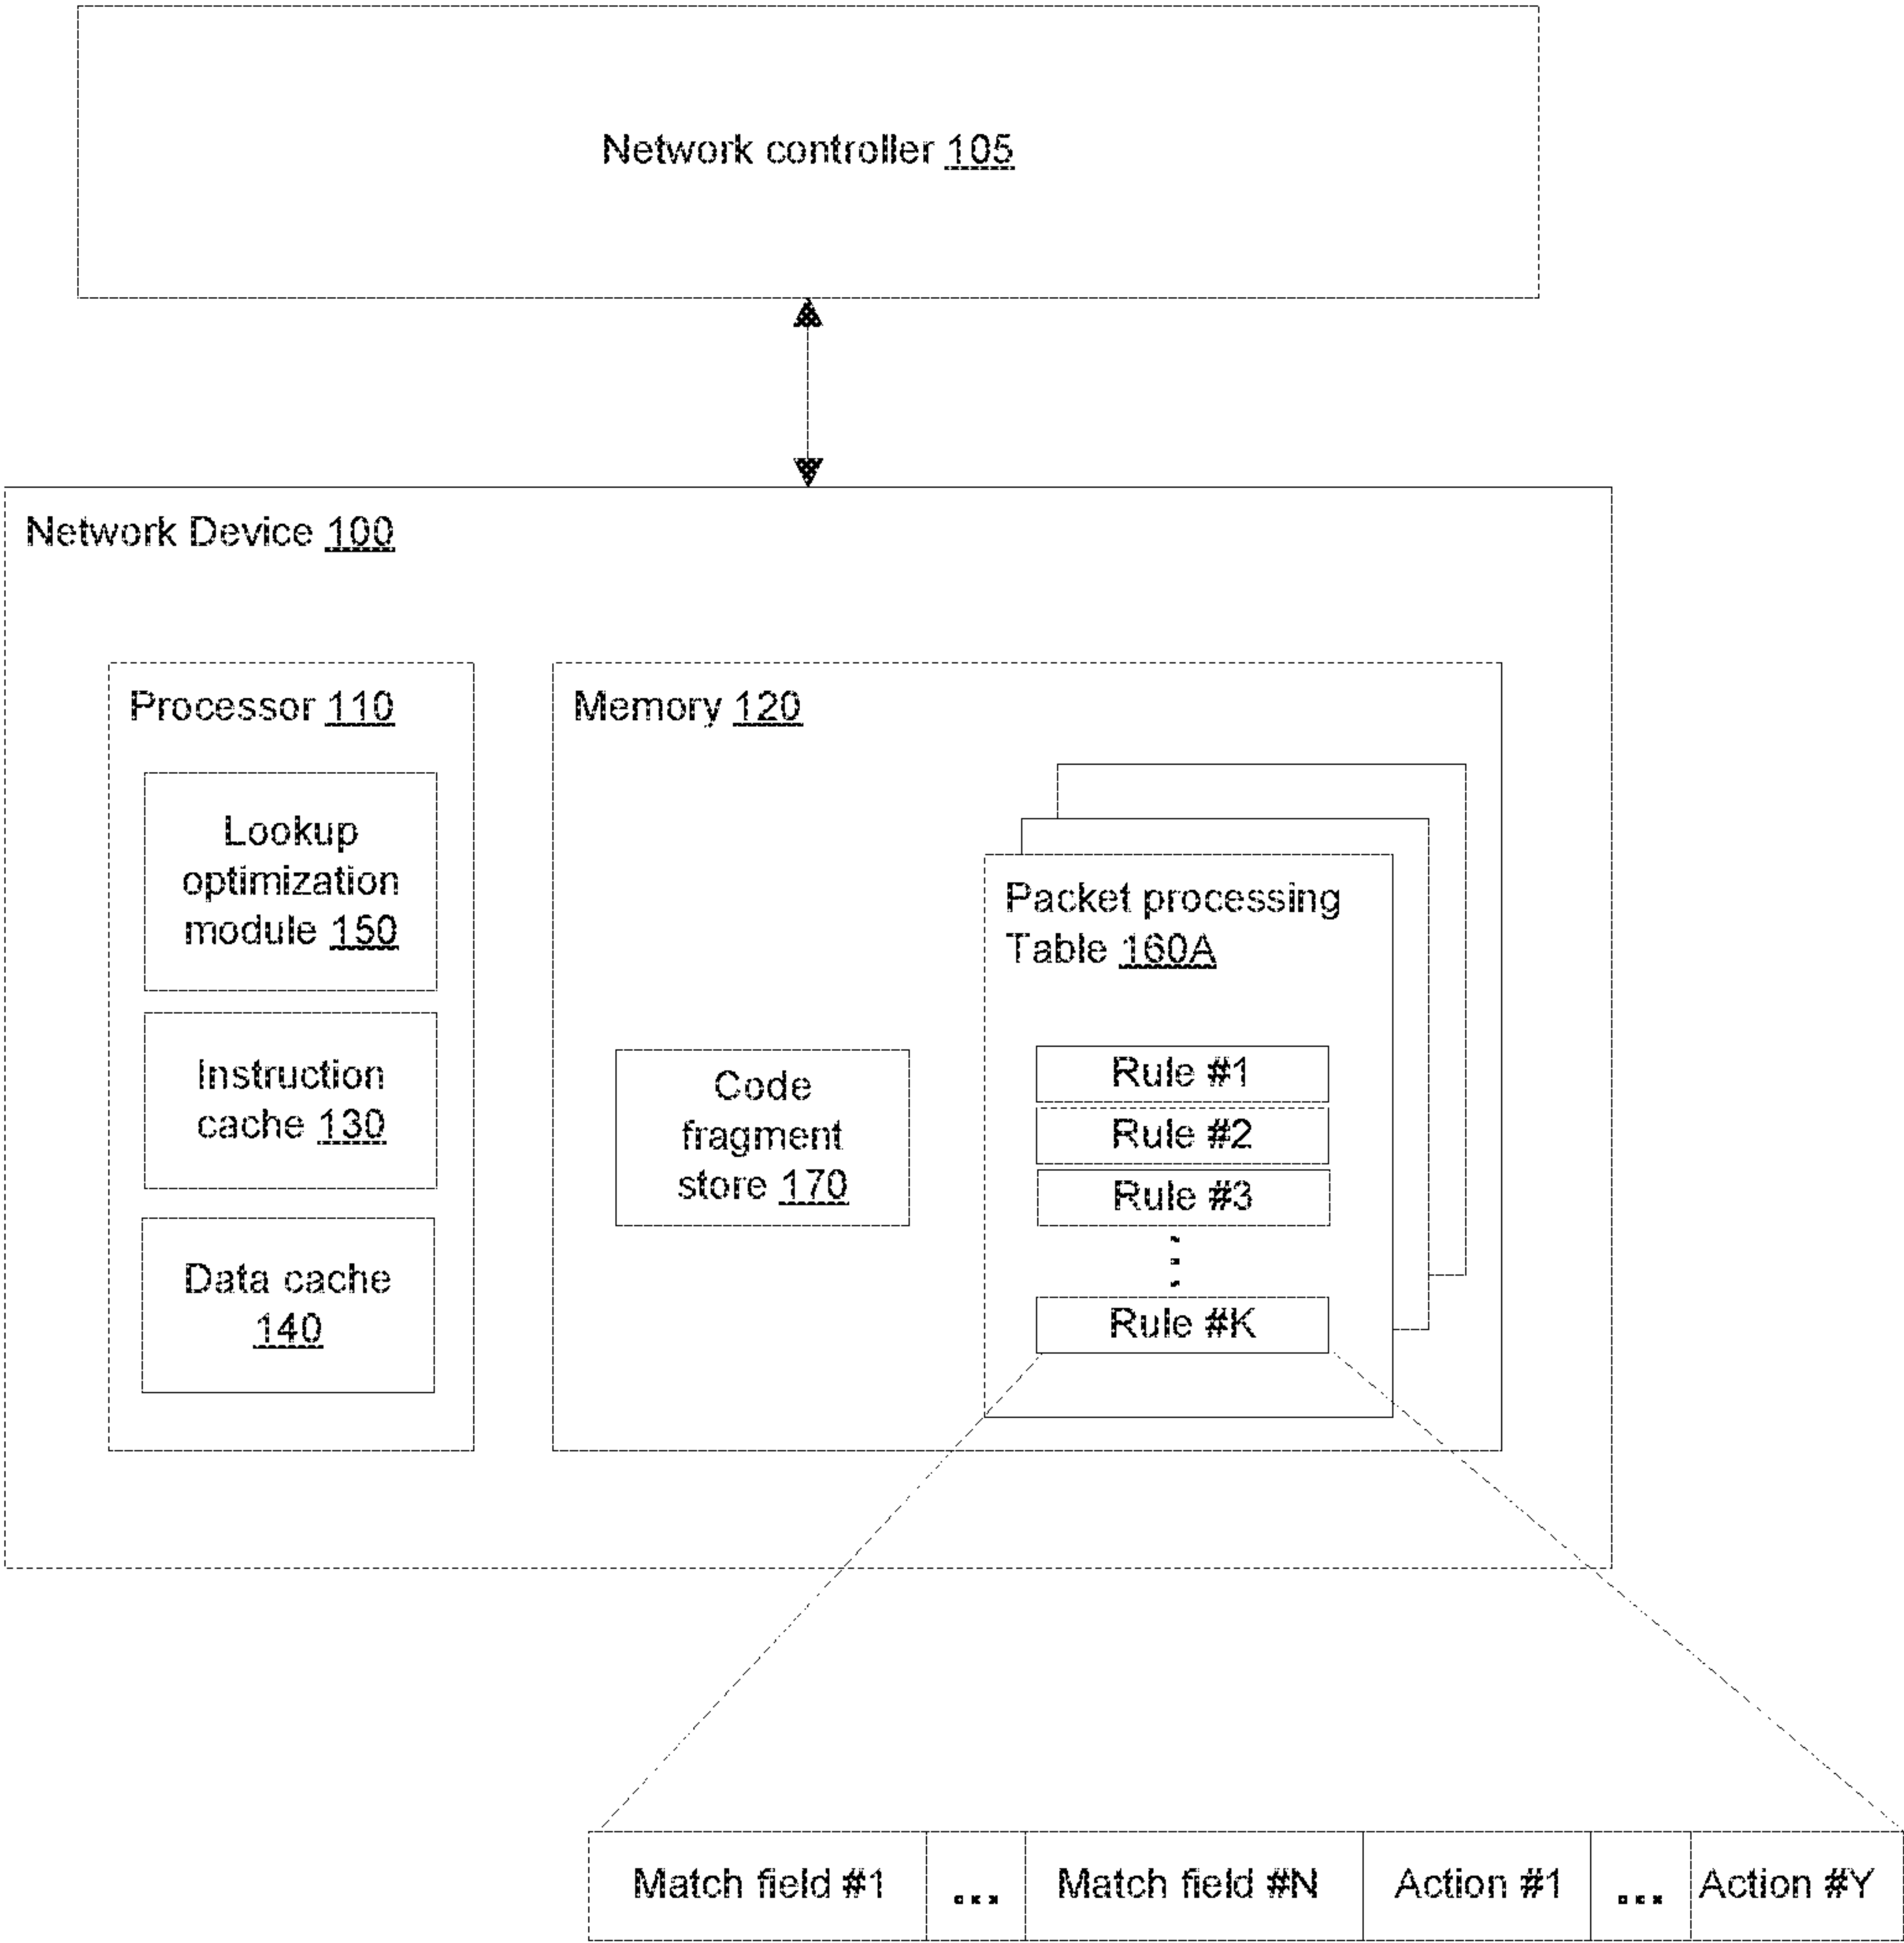 Network controller 105
Network Device 100
Processor 110
Lookup
optimization
module 150
Instruction
cache 130
Data cache
140
Memory 120
Code
fragment
store 170
Packet processing
Table 160A
Rule #1
Rule #2
Rule #3
⋮
Rule #K
Match field #1 ... Match field #N Action #1 ... Action #Y